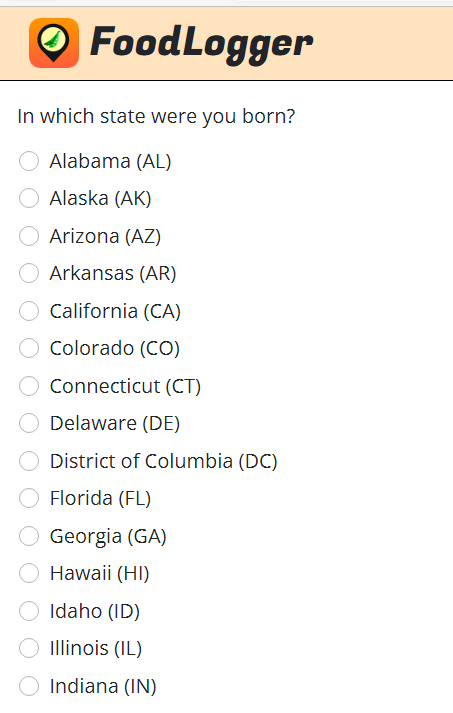 FoodLogger
In which state were you born?
Alabama (AL)
Alaska (AK)
Arizona (AZ)
Arkansas (AR)
California (CA)
Colorado (CO)
Connecticut (CT)
Delaware (DE)
District of Columbia (DC)
Florida (FL)
Georgia (GA)
Hawaii (HI)
Idaho (ID)
Illinois (IL)
Indiana (IN)